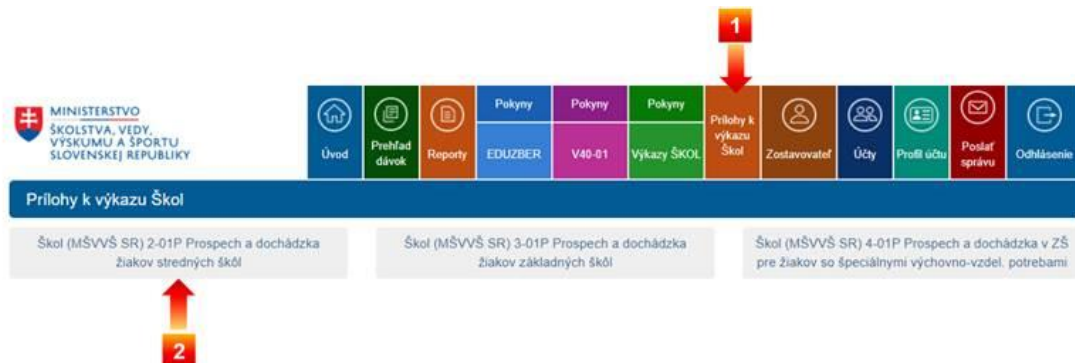 1
MINISTERSTVO
ŠKOLSTVA, VEDY,
VÝSKUMU A ŠPORTU
SLOVENSKEJ REPUBLIKY
Úvod
Prehľad
dávok
Reporty
Pokyny
EDUZBER
Pokyny
V40-01
Pokyny
Výkazy ŠKOL
Prílohy k
výkazu
Škol
Zostavovateľ
Účty
Profil účtu
Poslať
správu
Odhlásenie
Prílohy k výkazu Škol
Škol (MŠVVŠ SR) 2-01P Prospech a dochádzka
žiakov stredných škôl
Škol (MŠVVŠ SR) 3-01P Prospech a dochádzka
žiakov základných škôl
Škol (MŠVVŠ SR) 4-01P Prospech a dochádzka v ZŠ
pre žiakov so špeciálnymi výchovno-vzdel. potrebami
2